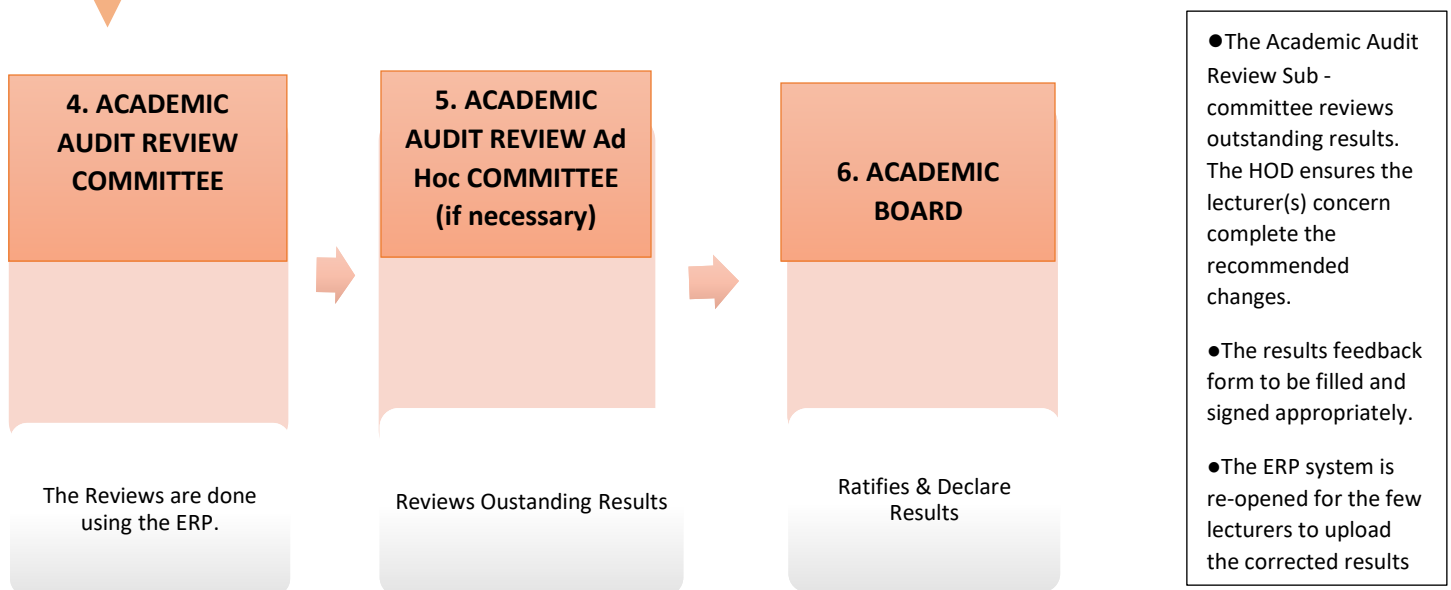 4. ACADEMIC
AUDIT REVIEW
COMMITTEE
The Reviews are done
using the ERP.
5. ACADEMIC
AUDIT REVIEW Ad
Hoc COMMITTEE
(if necessary)
Reviews Oustanding Results
6. ACADEMIC
BOARD
Ratifies & Declare
Results
●The Academic Audit
Review Sub -
committee reviews
outstanding results.
The HOD ensures the
lecturer(s) concern
complete the
recommended
changes.
●The results feedback
form to be filled and
signed appropriately.
●The ERP system is
re-opened for the few
lecturers to upload
the corrected results